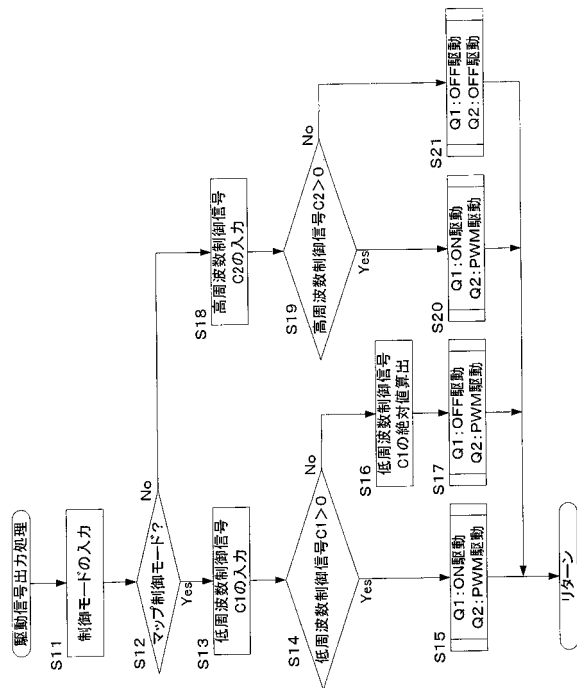 駆動信号出力処理
S11
制御モードの入力
S12
マップ制御モード?
Yes
No
S13
低周波数制御信号
C1の入力
S14
低周波数制御信号C1>0
Yes
No
S15
Q1:ON駆動
Q2:PWM駆動
S16
低周波数制御信号
C1の絶対値算出
S17
Q1:OFF駆動
Q2:PWM駆動
S18
高周波数制御信号
C2の入力
S19
高周波数制御信号C2>0
Yes
No
S20
Q1:ON駆動
Q2:PWM駆動
S21
Q1:OFF駆動
Q2:OFF駆動
リターン